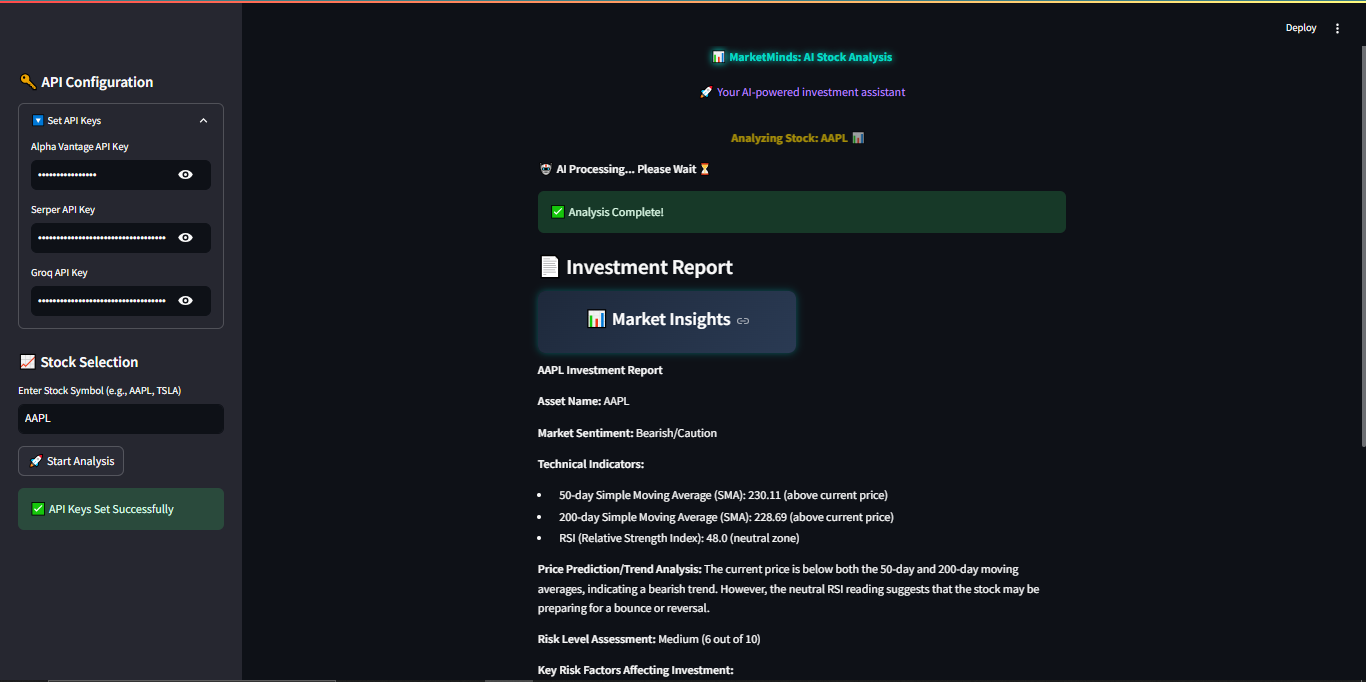 Deploy
🔑 API Configuration
Set API Keys
Alpha Vantage API Key
••••••••••••••••
Serper API Key
••••••••••••••••••••••••••••••••••••
Groq API Key
••••••••••••••••••••••••••••••••••••
📈 Stock Selection
Enter Stock Symbol (e.g., AAPL, TSLA)
AAPL
🚀 Start Analysis
✅ API Keys Set Successfully
📊 MarketMinds: AI Stock Analysis
🚀 Your AI-powered investment assistant
Analyzing Stock: AAPL 📊
🤖 AI Processing... Please Wait ⏳
✅ Analysis Complete!
📄 Investment Report
📊 Market Insights
AAPL Investment Report
Asset Name: AAPL
Market Sentiment: Bearish/Caution
Technical Indicators:
• 50-day Simple Moving Average (SMA): 230.11 (above current price)
• 200-day Simple Moving Average (SMA): 228.69 (above current price)
• RSI (Relative Strength Index): 48.0 (neutral zone)
Price Prediction/Trend Analysis: The current price is below both the 50-day and 200-day moving
averages, indicating a bearish trend. However, the neutral RSI reading suggests that the stock may be
preparing for a bounce or reversal.
Risk Level Assessment: Medium (6 out of 10)
Key Risk Factors Affecting Investment: